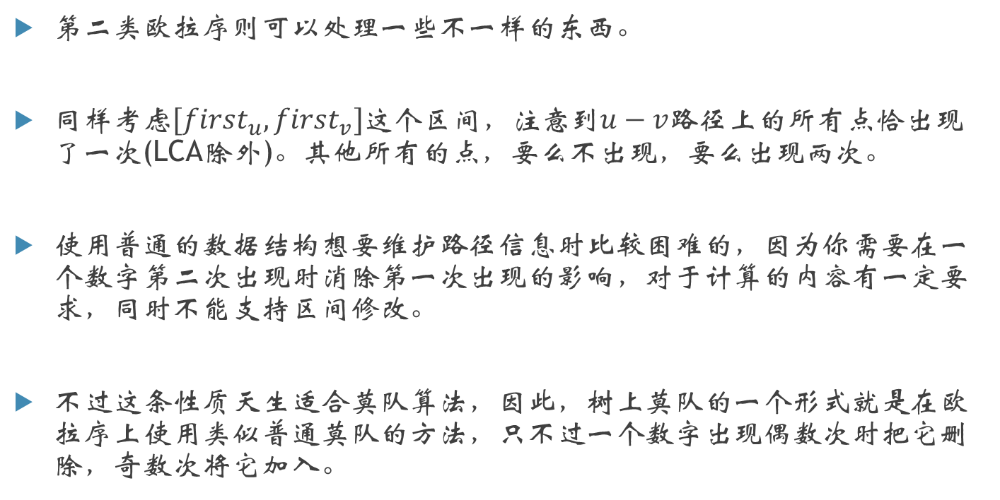 第二类欧拉序则可以处理一些不一样的东西。
同样考虑[first_u, first_v]这个区间，注意到u − v路径上的所有点恰出现
了一次(LCA除外)。其他所有的点，要么不出现，要么出现两次。
使用普通的数据结构想要维护路径信息时比较困难的，因为你需要在一
个数字第二次出现时消除第一次出现的影响，对于计算的内容有一定要
求，同时不能支持区间修改。
不过这条性质天生适合莫队算法，因此，树上莫队的一个形式就是在欧
拉序上使用类似普通莫队的方法，只不过一个数字出现偶数次时把它删
除，奇数次将它加入。